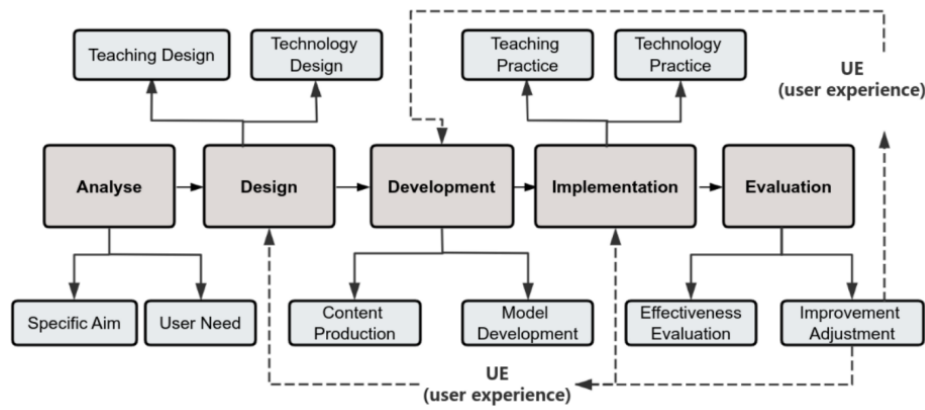 Teaching Design
Technology
Design
Teaching
Practice
Technology
Practice
UE
(user experience)
Analyse
Design
Development
Implementation
Evaluation
Specific Aim
User Need
Content
Production
Model
Development
Effectiveness
Evaluation
Improvement
Adjustment
UE
(user experience)